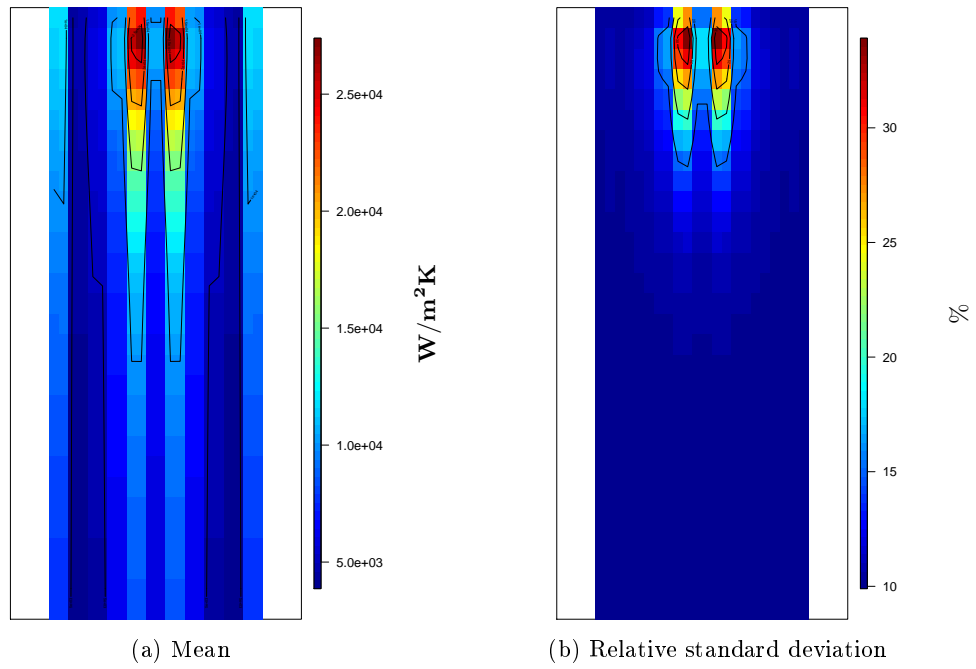 2.5e+04
2.0e+04
1.5e+04
1.0e+04
5.0e+03
W/m²K
30
25
20
15
10
%
(a) Mean
(b) Relative standard deviation